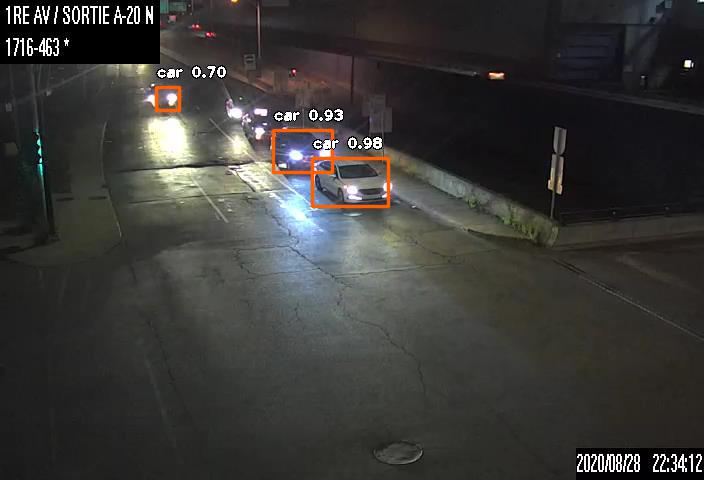 1RE AV / SORTIE A-20 N
1716-463 *
car 0.70
car 0.93
car 0.98
2020/08/28 22:34:12